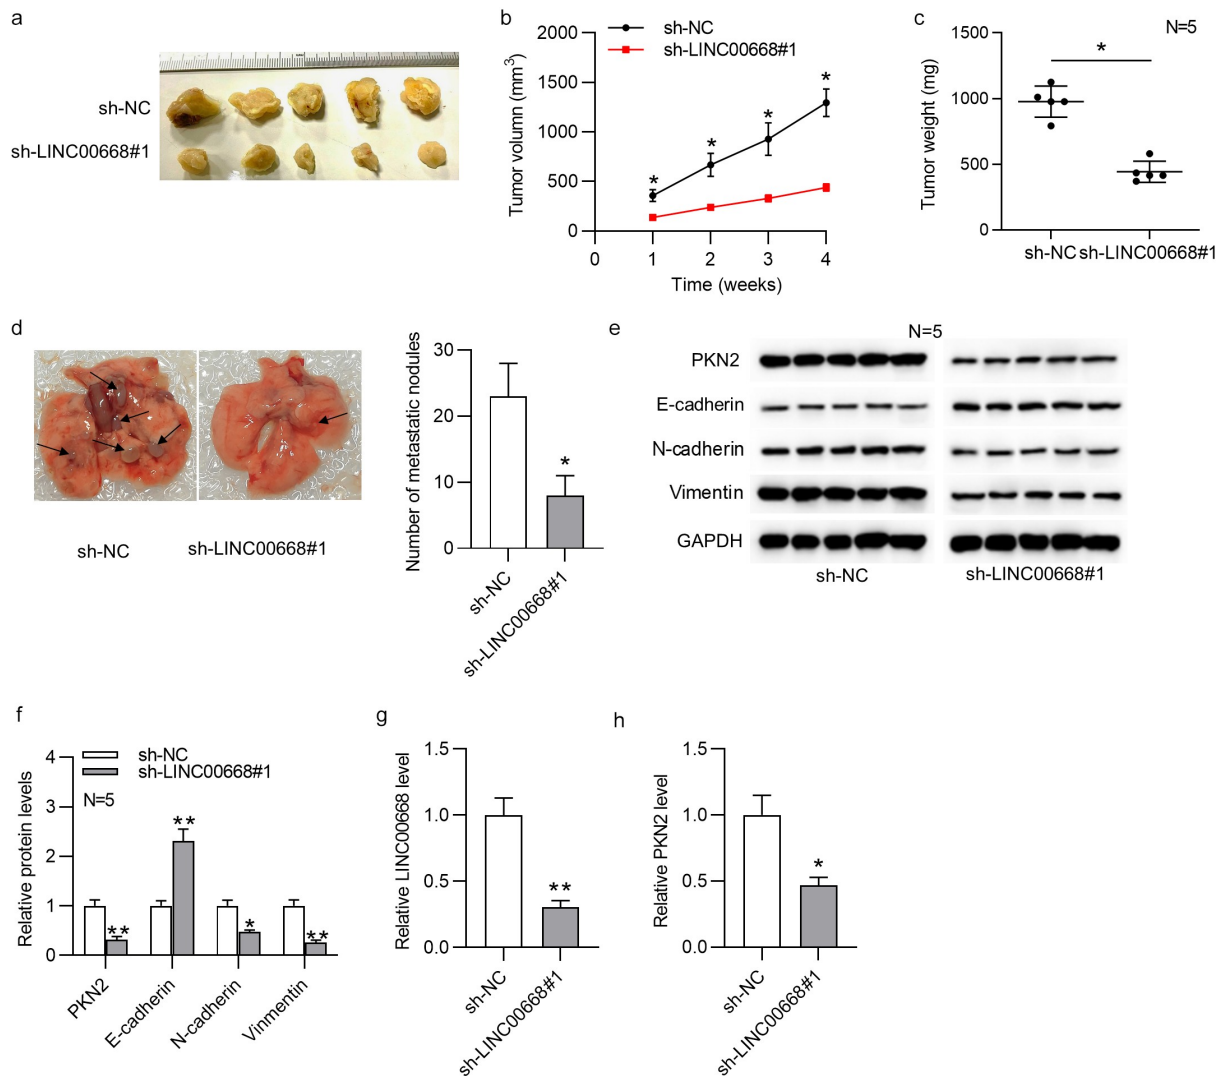 a
sh-NC
sh-LINC00668#1
b
sh-NC
sh-LINC00668#1
Tumor volumn (mm3)
2000
1500
1000
500
0
0 1 2 3 4
* * * *
Time (weeks)
c
N=5
*
Tumor weight (mg)
1500
1000
500
0
sh-NC sh-LINC00668#1
d
sh-NC
sh-LINC00668#1
Number of metastatic nodules
30
20
10
0
*
sh-NC
sh-LINC00668#1
e
N=5
PKN2
E-cadherin
N-cadherin
Vimentin
GAPDH
sh-NC
sh-LINC00668#1
f
sh-NC
sh-LINC00668#1
N=5
Relative protein levels
4
3
2
1
0
** ** * **
PKN2
E-cadherin
N-cadherin
Vinmentin
g
Relative LINC00668 level
1.5
1.0
0.5
0.0
**
sh-NC
sh-LINC00668#1
h
Relative PKN2 level
1.5
1.0
0.5
0.0
*
sh-NC
sh-LINC00668#1